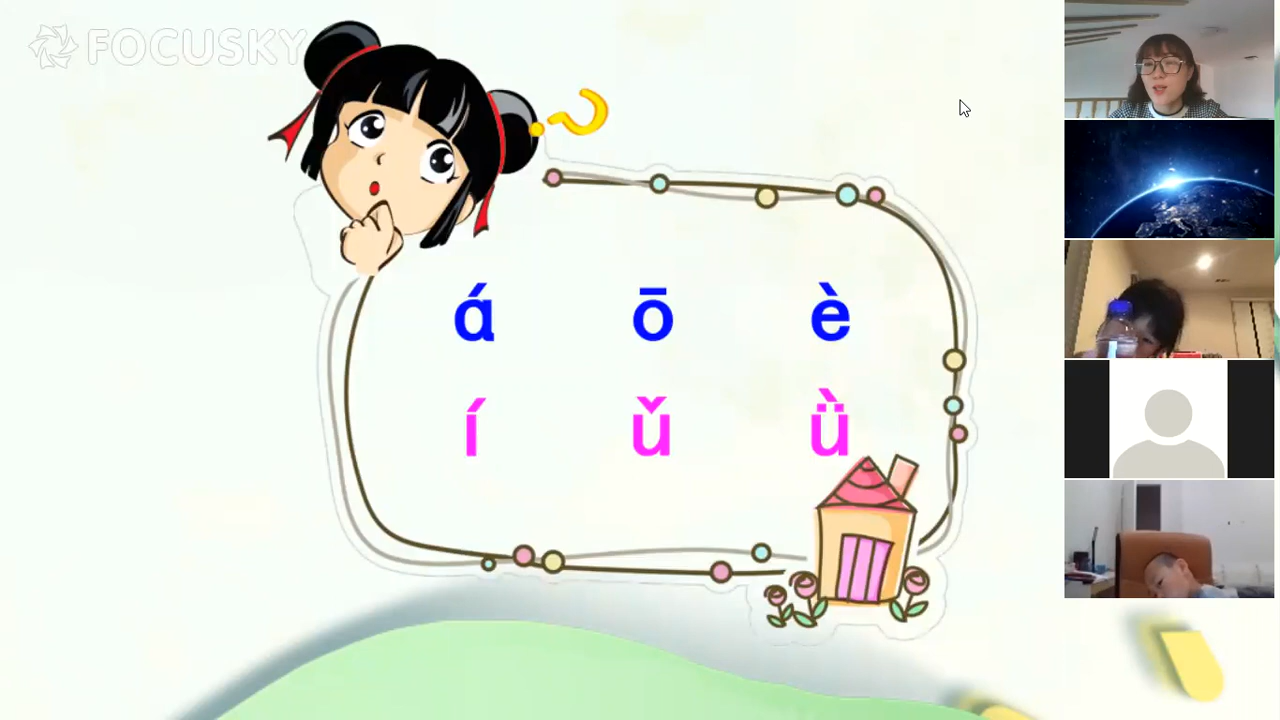 FOCUSKY
á ō è
í ǔ ǜ